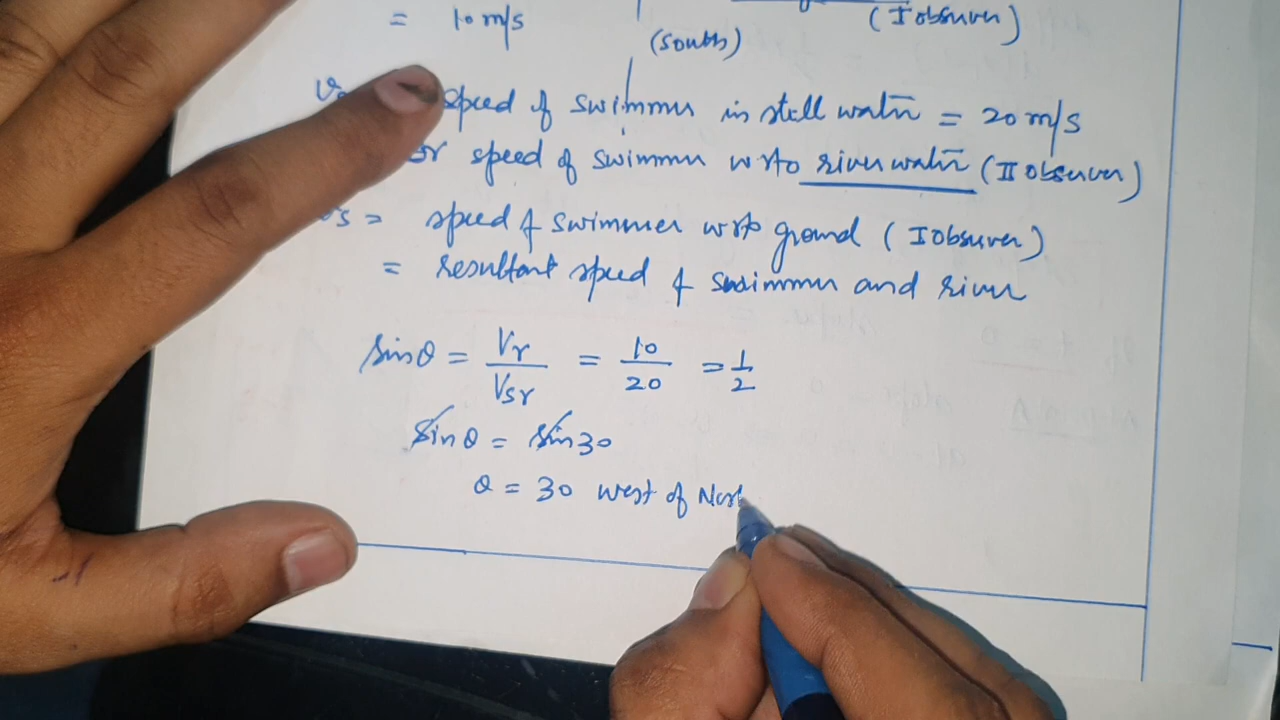 = 10 m/s
(South)
(I observer)
speed of swimmer in still water = 20 m/s
or speed of swimmer w r to river water (II observer)
s = speed of swimmer w r to ground (I observer)
= resultant speed of swimmer and river
Sinθ = Vr/Vsr = 10/20 = 1/2
Sinθ = Sin30
θ = 30 west of Nort